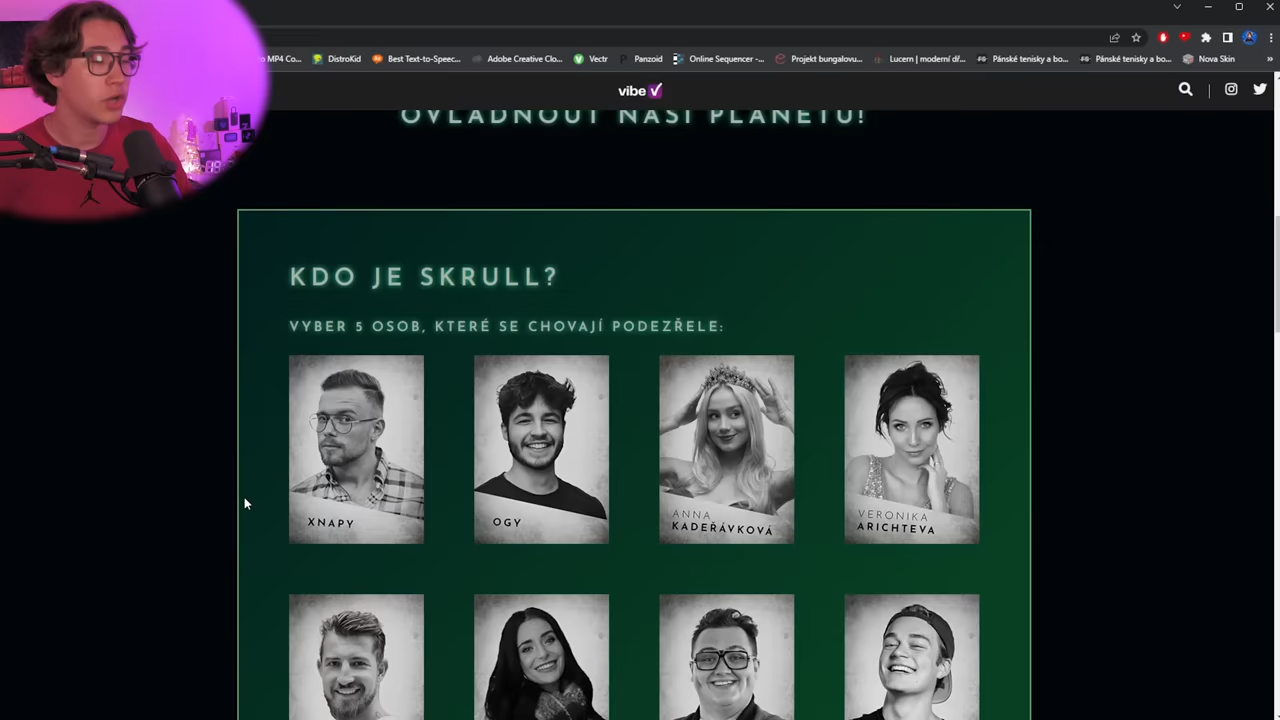 to MP4 Co...
DistroKid
Best Text-to-Speec...
Adobe Creative Clo...
Vectr
Panzoid
Online Sequencer -...
Projekt bungalovu...
Lucern | moderní dř...
Pánské tenisky a bo...
Pánské tenisky a bo...
Nova Skin
»
vibe
OVLÁDNOUT NAŠI PLANETU!
KDO JE SKRULL?
VYBER 5 OSOB, KTERÉ SE CHOVAJÍ PODEZŘELE:
XNAPY
OGY
ANNA
KADEŘÁVKOVÁ
VERONIKA
ARICHTEVA